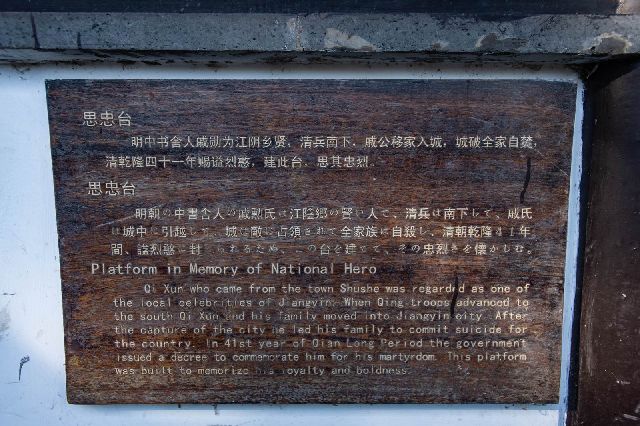 思忠台
明中书舍人戚勋为江阴乡贤，清兵南下，戚公移家入城，城破全家自焚，
清乾隆四十一年赐谥烈愍，建此台，思其忠烈。
思忠台
明朝の中書舎人の戚勲氏は江陰郷の賢い人で、清兵は南下して、戚氏
は城中に引越して、城は敵に占領されて全家族は自殺し、清朝乾隆41年
間、諡烈愍に封 られるため、この台を建てて、その忠烈さを懐かしむ。
Platform in Memory of National Hero
Qi Xun who came from the town Shushe was regarded as one of
the local celebrities of Jiangyin. When Qing troops advanced to
the south Qi Xun and his family moved into Jiangyin city. After
the capture of the city he led his family to commit suicide for
the country. In 41st year of Qian Long Period the government
issued a decree to commemorate him for his martyrdom. This platform
was built to memorize his loyalty and boldness.